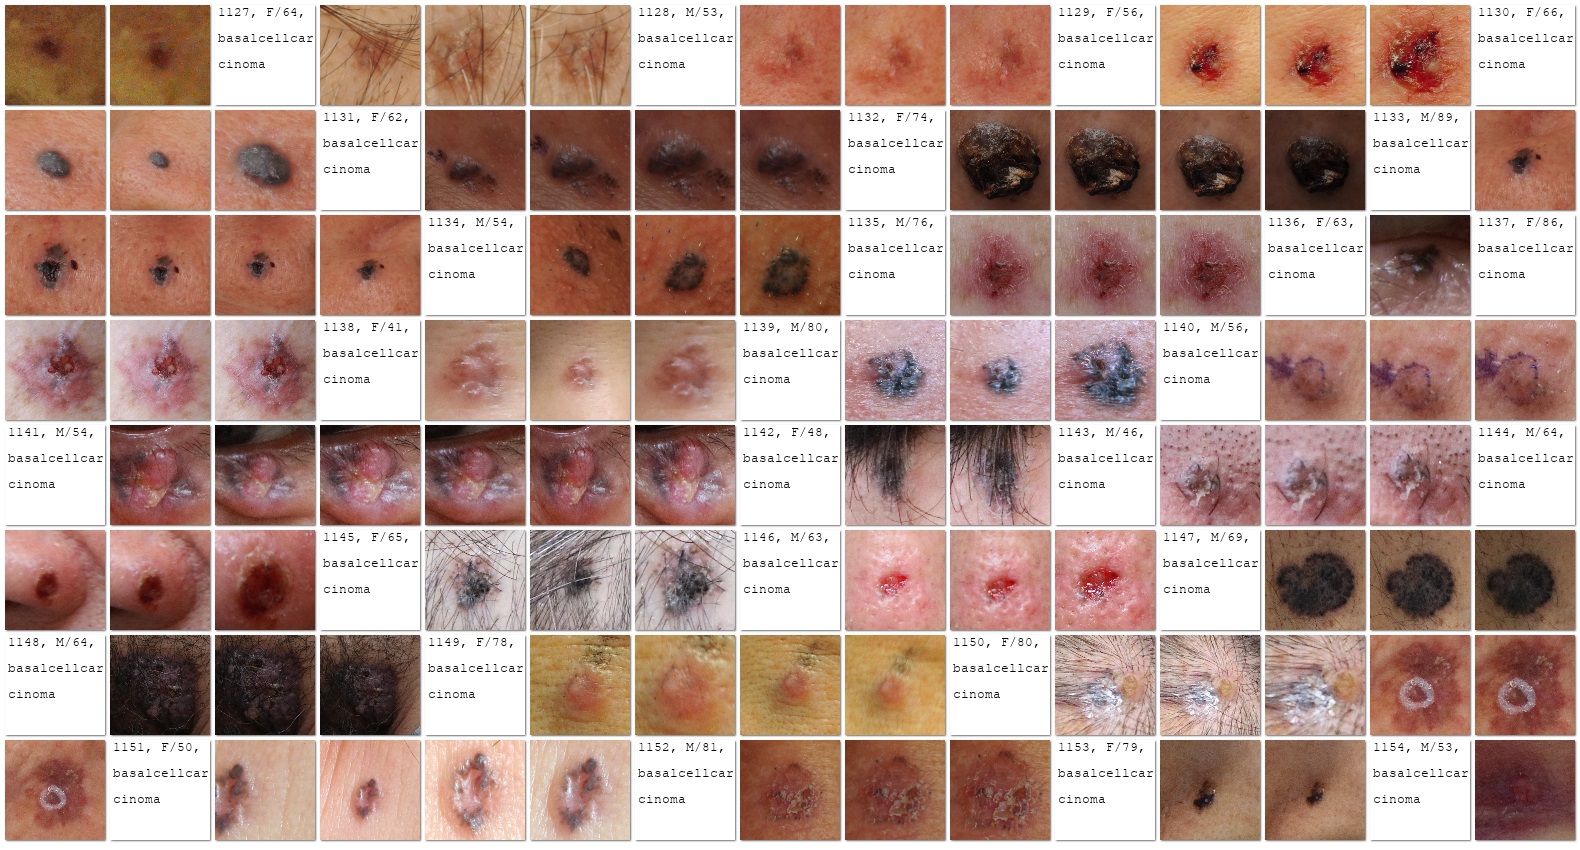 1127, F/64,
basalcellcar
cinoma
1128, M/53,
basalcellcar
cinoma
1129, F/56,
basalcellcar
cinoma
1130, F/66,
basalcellcar
cinoma
1131, F/62,
basalcellcar
cinoma
1132, F/74,
basalcellcar
cinoma
1133, M/89,
basalcellcar
cinoma
1134, M/54,
basalcellcar
cinoma
1135, M/76,
basalcellcar
cinoma
1136, F/63,
basalcellcar
cinoma
1137, F/86,
basalcellcar
cinoma
1138, F/41,
basalcellcar
cinoma
1139, M/80,
basalcellcar
cinoma
1140, M/56,
basalcellcar
cinoma
1141, M/54,
basalcellcar
cinoma
1142, F/48,
basalcellcar
cinoma
1143, M/46,
basalcellcar
cinoma
1144, M/64,
basalcellcar
cinoma
1145, F/65,
basalcellcar
cinoma
1146, M/63,
basalcellcar
cinoma
1147, M/69,
basalcellcar
cinoma
1148, M/64,
basalcellcar
cinoma
1149, F/78,
basalcellcar
cinoma
1150, F/80,
basalcellcar
cinoma
1151, F/50,
basalcellcar
cinoma
1152, M/81,
basalcellcar
cinoma
1153, F/79,
basalcellcar
cinoma
1154, M/53,
basalcellcar
cinoma